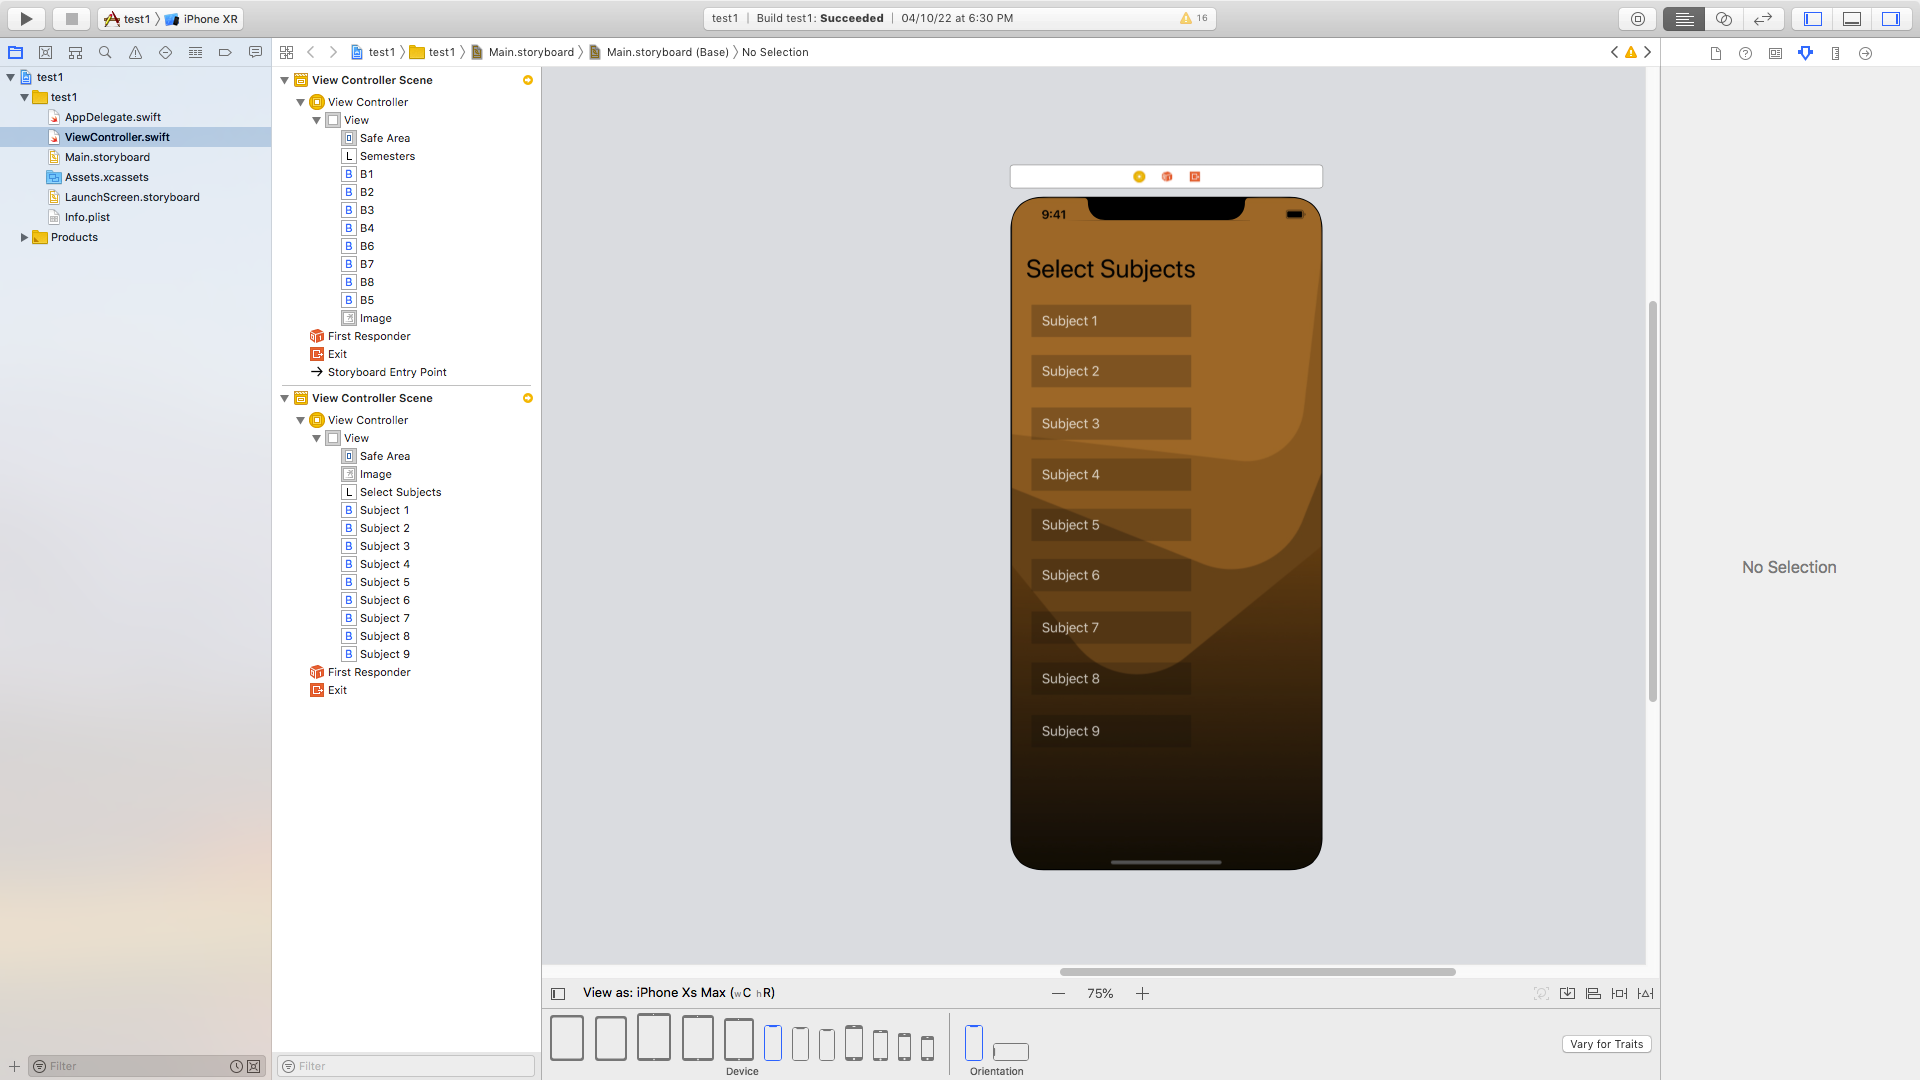 test1 iPhone XR
test1 | Build test1: Succeeded | 04/10/22 at 6:30 PM
16
test1 test1 Main.storyboard Main.storyboard (Base) No Selection
test1
test1
AppDelegate.swift
ViewController.swift
Main.storyboard
Assets.xcassets
LaunchScreen.storyboard
Info.plist
Products
Filter
View Controller Scene
View Controller
View
Safe Area
L Semesters
B B1
B B2
B B3
B B4
B B6
B B7
B B8
B B5
Image
First Responder
Exit
Storyboard Entry Point
View Controller Scene
View Controller
View
Safe Area
Image
L Select Subjects
B Subject 1
B Subject 2
B Subject 3
B Subject 4
B Subject 5
B Subject 6
B Subject 7
B Subject 8
B Subject 9
First Responder
Exit
Filter
9:41
Select Subjects
Subject 1
Subject 2
Subject 3
Subject 4
Subject 5
Subject 6
Subject 7
Subject 8
Subject 9
View as: iPhone Xs Max (wC hR)
75%
Device
Orientation
Vary for Traits
No Selection